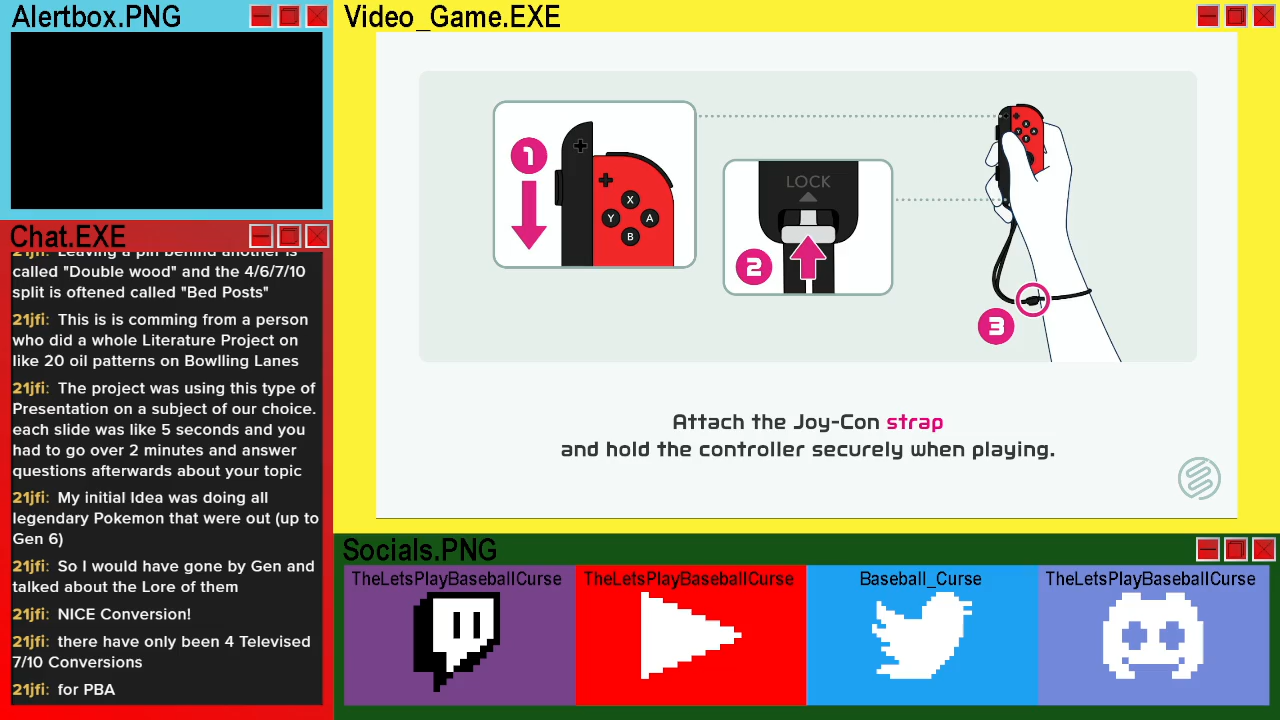 Alertbox.PNG
Chat.EXE
21jfi: Leaving a pin behind another is
called "Double wood" and the 4/6/7/10
split is oftened called "Bed Posts"
21jfi: This is is comming from a person
who did a whole Literature Project on
like 20 oil patterns on Bowlling Lanes
21jfi: The project was using this type of
Presentation on a subject of our choice.
each slide was like 5 seconds and you
had to go over 2 minutes and answer
questions afterwards about your topic
21jfi: My initial Idea was doing all
legendary Pokemon that were out (up to
Gen 6)
21jfi: So I would have gone by Gen and
talked about the Lore of them
21jfi: NICE Conversion!
21jfi: there have only been 4 Televised
7/10 Conversions
21jfi: for PBA
Video_Game.EXE
1
X
Y A
B
LOCK
2
3
Attach the Joy-Con strap
and hold the controller securely when playing.
Socials.PNG
TheLetsPlayBaseballCurse
TheLetsPlayBaseballCurse
Baseball_Curse
TheLetsPlayBaseballCurse